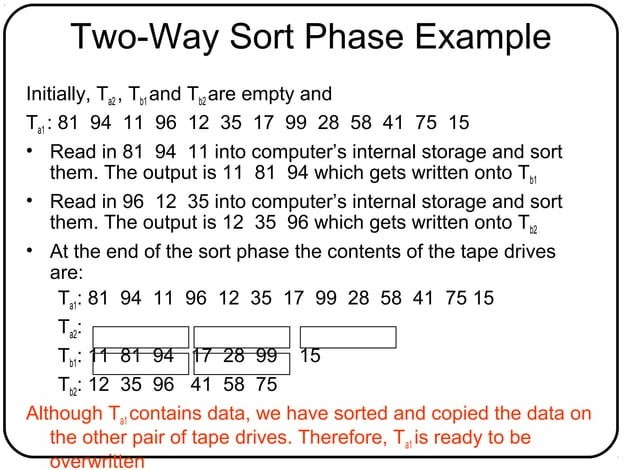 Two-Way Sort Phase Example
Initially, Ta2, Tb1 and Tb2 are empty and
Ta1: 81 94 11 96 12 35 17 99 28 58 41 75 15
• Read in 81 94 11 into computer's internal storage and sort
them. The output is 11 81 94 which gets written onto Tb1
• Read in 96 12 35 into computer's internal storage and sort
them. The output is 12 35 96 which gets written onto Tb2
• At the end of the sort phase the contents of the tape drives
are:
Ta1: 81 94 11 96 12 35 17 99 28 58 41 75 15
Ta2:
Tb1: 11 81 94 17 28 99 15
Tb2: 12 35 96 41 58 75
Although Ta1 contains data, we have sorted and copied the data on
the other pair of tape drives. Therefore, Ta1 is ready to be
overwritten